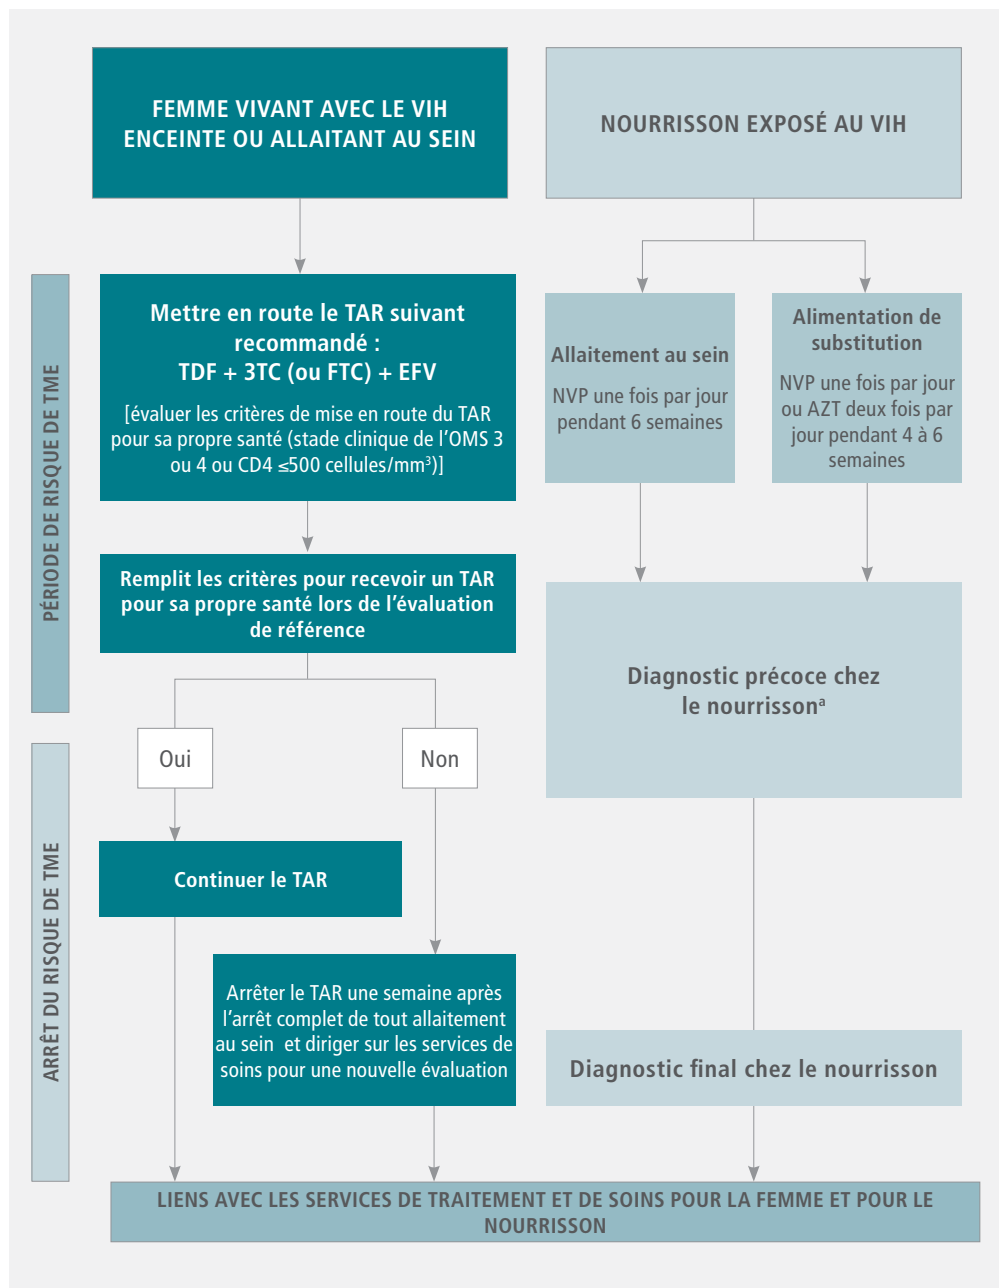 FEMME VIVANT AVEC LE VIH
ENCEINTE OU ALLAITANT AU SEIN
NOURRISSON EXPOSÉ AU VIH
PÉRIODE DE RISQUE DE TME
Mettre en route le TAR suivant
recommandé :
TDF + 3TC (ou FTC) + EFV
[évaluer les critères de mise en route du TAR
pour sa propre santé (stade clinique de l'OMS 3
ou 4 ou CD4 ≤500 cellules/mm³)]
Allaitement au sein
NVP une fois par jour
pendant 6 semaines
Alimentation de
substitution
NVP une fois par jour
ou AZT deux fois par
jour pendant 4 à 6
semaines
Remplit les critères pour recevoir un TAR
pour sa propre santé lors de l'évaluation
de référence
Diagnostic précoce chez
le nourrissonᵃ
ARRÊT DU RISQUE DE TME
Oui
Non
Continuer le TAR
Arrêter le TAR une semaine après
l'arrêt complet de tout allaitement
au sein et diriger sur les services de
soins pour une nouvelle évaluation
Diagnostic final chez le nourrisson
LIENS AVEC LES SERVICES DE TRAITEMENT ET DE SOINS POUR LA FEMME ET POUR LE
NOURRISSON